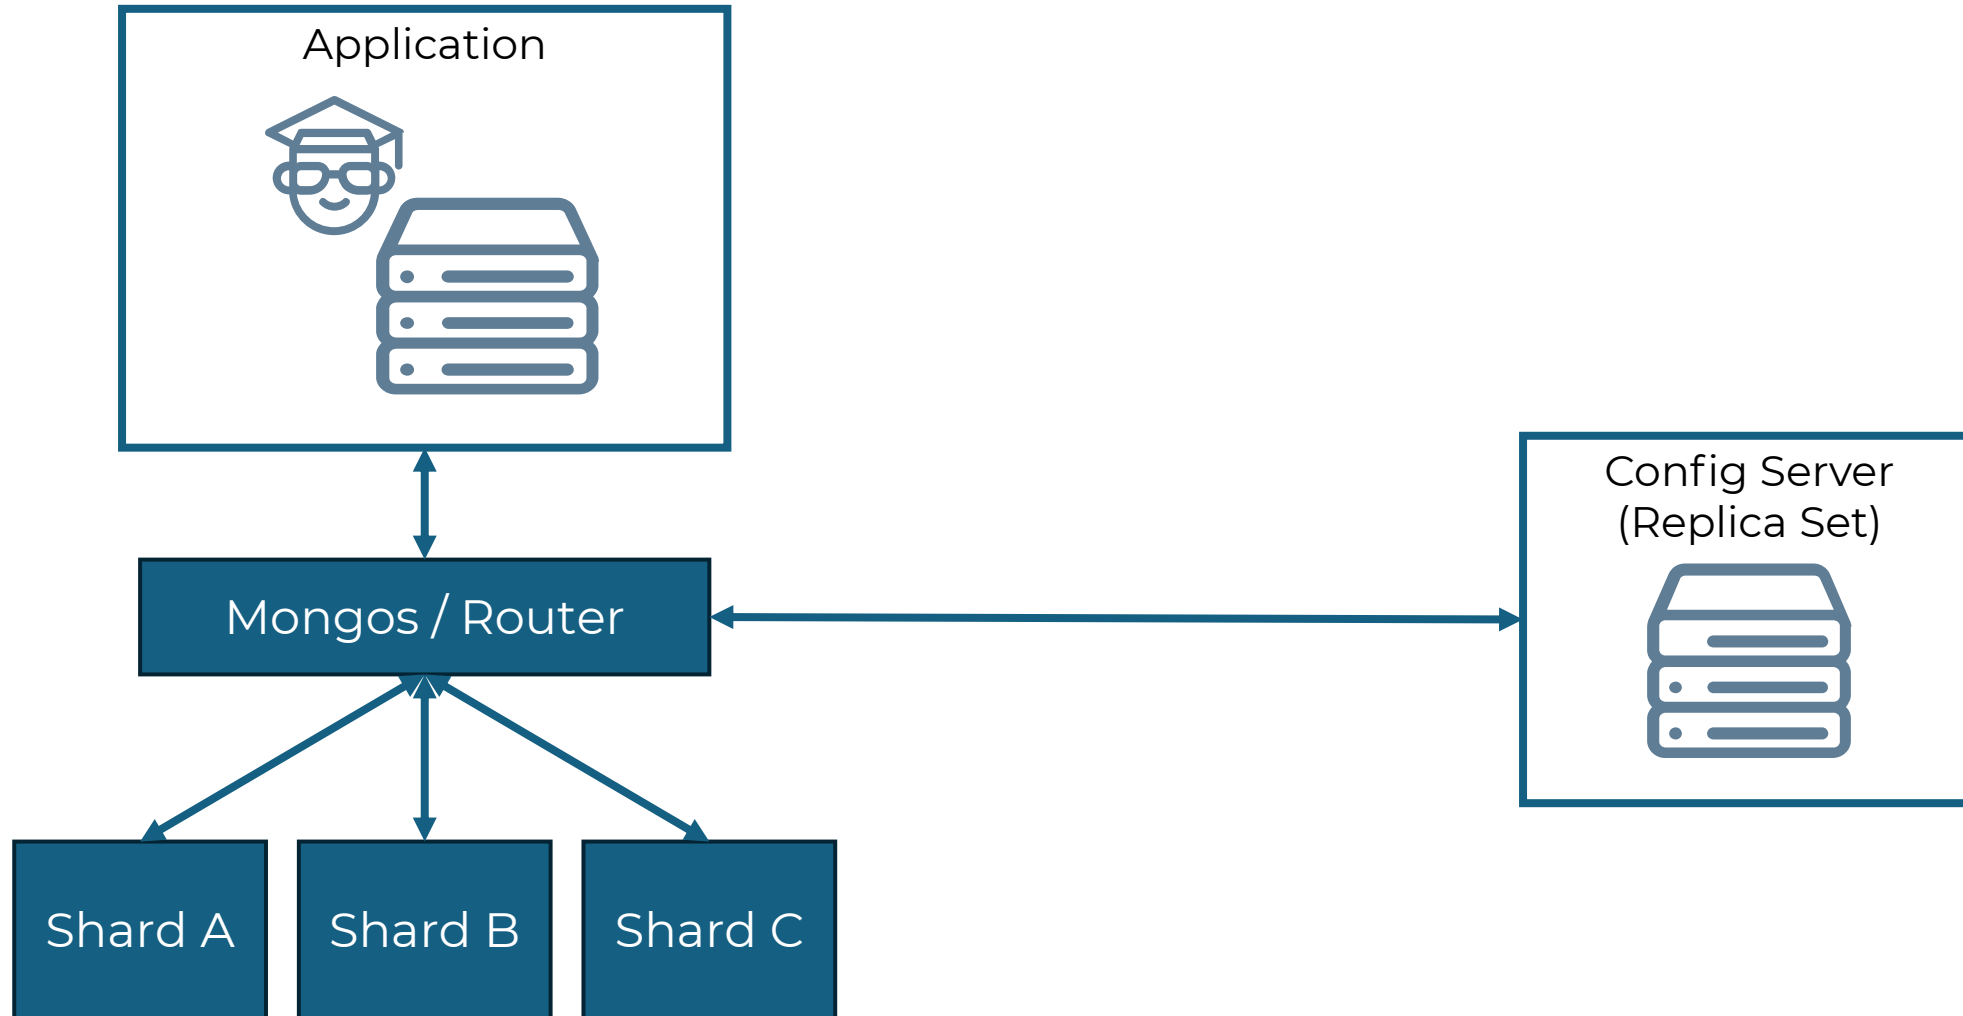 Application
Config Server
(Replica Set)
Mongos / Router
Shard A
Shard B
Shard C